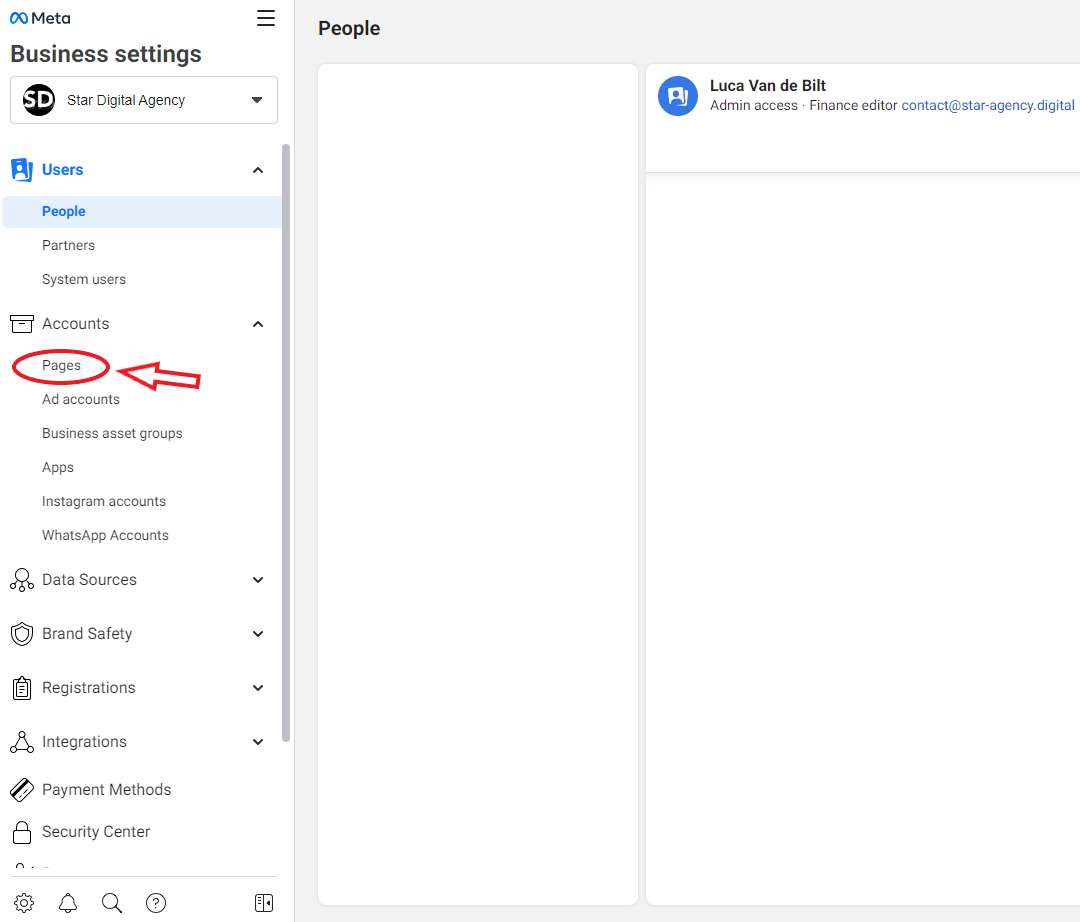 Meta
Business settings
SD Star Digital Agency
Users
People
Partners
System users
Accounts
Pages
Ad accounts
Business asset groups
Apps
Instagram accounts
WhatsApp Accounts
Data Sources
Brand Safety
Registrations
Integrations
Payment Methods
Security Center
People
Luca Van de Bilt
Admin access · Finance editor contact@star-agency.digital